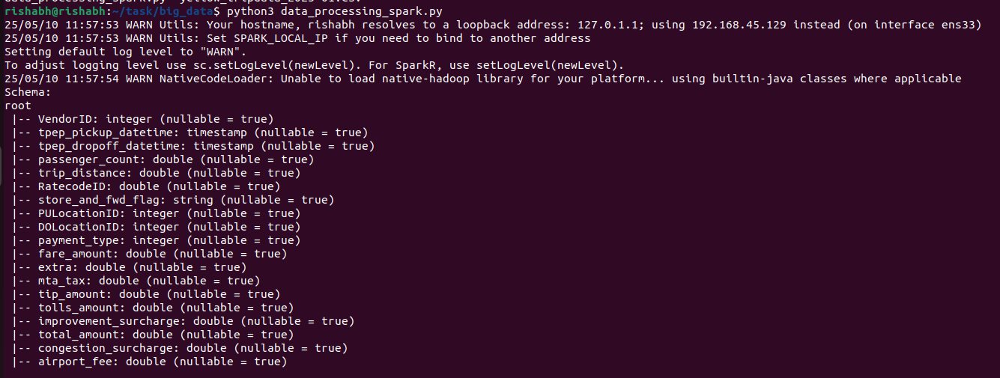 data_processing_spark.py yellow_tripdata_2023-01.csv
rishabh@rishabh:~/task/big_data$ python3 data_processing_spark.py
25/05/10 11:57:53 WARN Utils: Your hostname, rishabh resolves to a loopback address: 127.0.1.1; using 192.168.45.129 instead (on interface ens33)
25/05/10 11:57:53 WARN Utils: Set SPARK_LOCAL_IP if you need to bind to another address
Setting default log level to "WARN".
To adjust logging level use sc.setLogLevel(newLevel). For SparkR, use setLogLevel(newLevel).
25/05/10 11:57:54 WARN NativeCodeLoader: Unable to load native-hadoop library for your platform... using builtin-java classes where applicable
Schema:
root
 |-- VendorID: integer (nullable = true)
 |-- tpep_pickup_datetime: timestamp (nullable = true)
 |-- tpep_dropoff_datetime: timestamp (nullable = true)
 |-- passenger_count: double (nullable = true)
 |-- trip_distance: double (nullable = true)
 |-- RatecodeID: double (nullable = true)
 |-- store_and_fwd_flag: string (nullable = true)
 |-- PULocationID: integer (nullable = true)
 |-- DOLocationID: integer (nullable = true)
 |-- payment_type: integer (nullable = true)
 |-- fare_amount: double (nullable = true)
 |-- extra: double (nullable = true)
 |-- mta_tax: double (nullable = true)
 |-- tip_amount: double (nullable = true)
 |-- tolls_amount: double (nullable = true)
 |-- improvement_surcharge: double (nullable = true)
 |-- total_amount: double (nullable = true)
 |-- congestion_surcharge: double (nullable = true)
 |-- airport_fee: double (nullable = true)